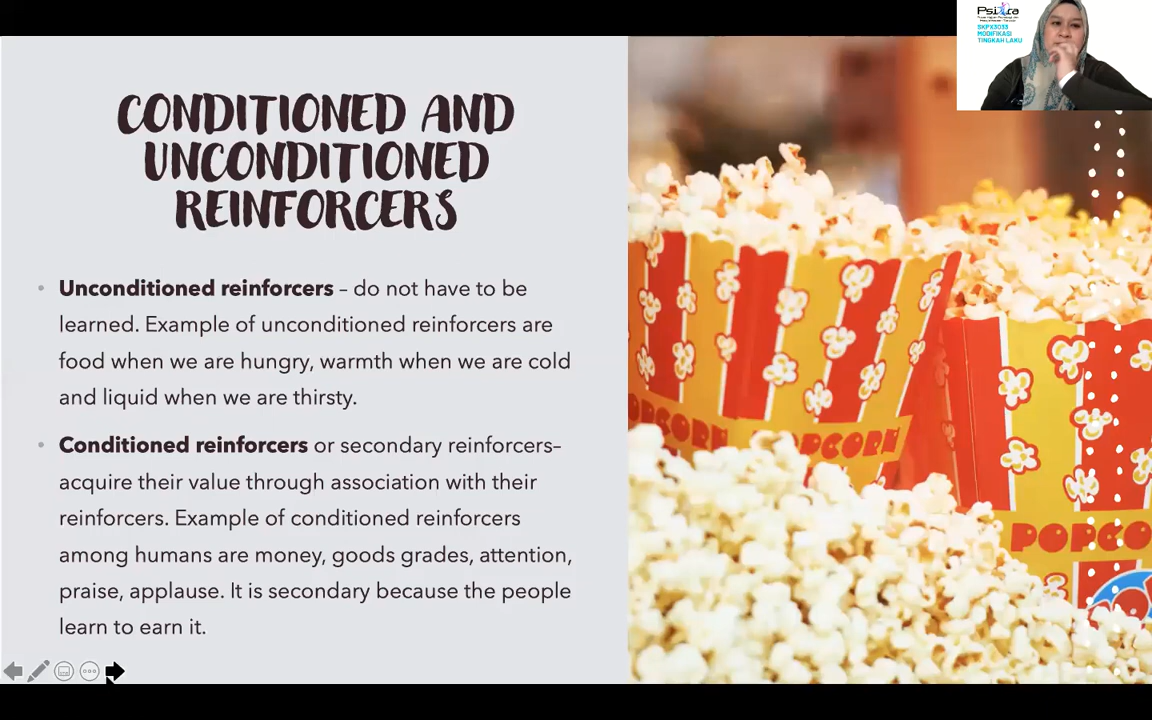 CONDITIONED AND
UNCONDITIONED
REINFORCERS
• Unconditioned reinforcers – do not have to be
learned. Example of unconditioned reinforcers are
food when we are hungry, warmth when we are cold
and liquid when we are thirsty.
• Conditioned reinforcers or secondary reinforcers–
acquire their value through association with their
reinforcers. Example of conditioned reinforcers
among humans are money, goods grades, attention,
praise, applause. It is secondary because the people
learn to earn it.
SKPX3033
MODIFIKASI
TINGKAH LAKU
POPCORN
POPCORN
POPCO